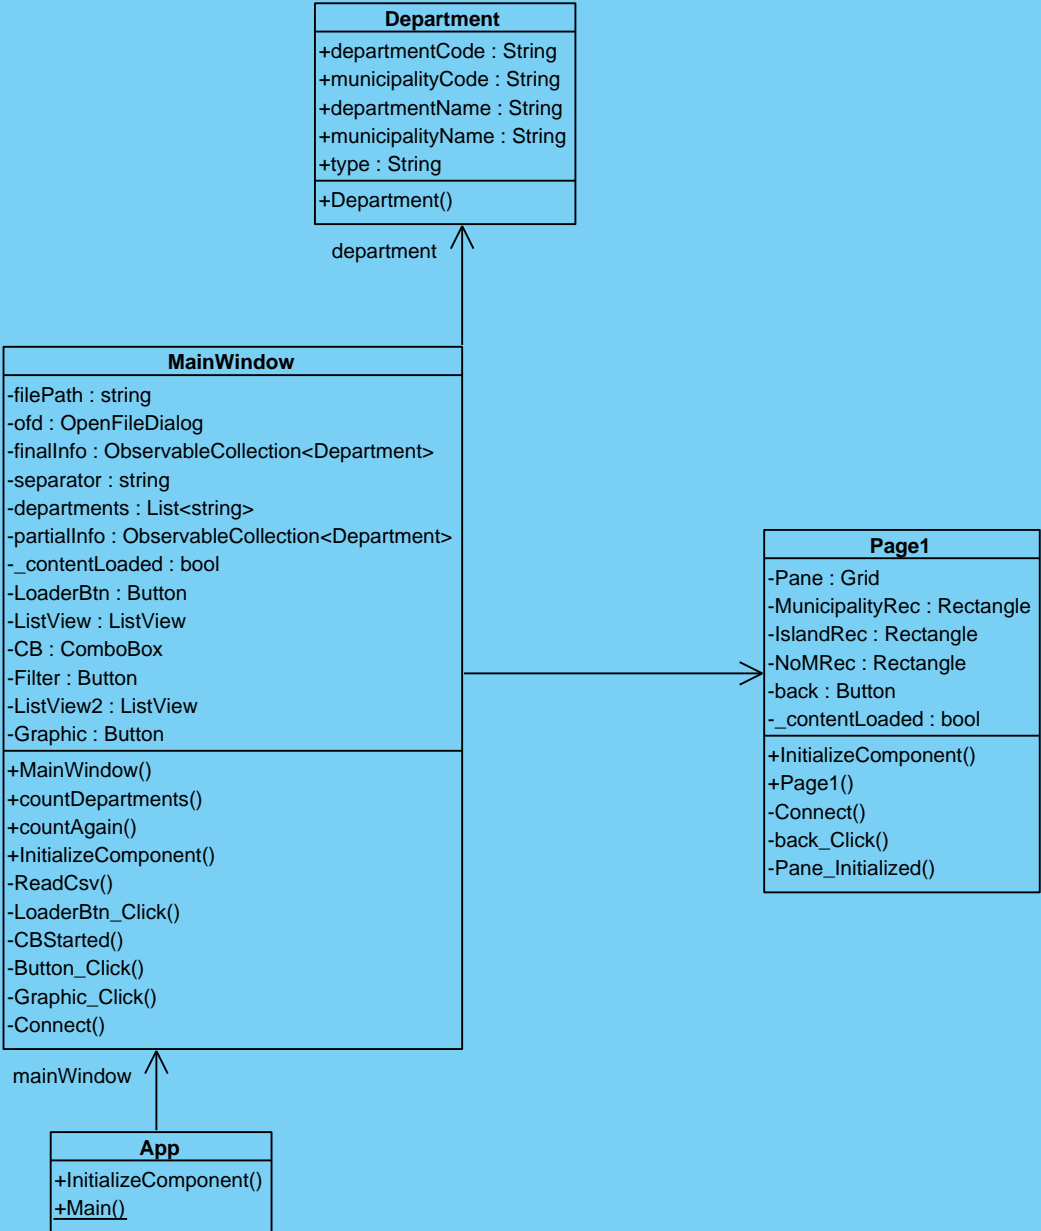 Department
+departmentCode : String
+municipalityCode : String
+departmentName : String
+municipalityName : String
+type : String
+Department()
department
MainWindow
-filePath : string
-ofd : OpenFileDialog
-finalInfo : ObservableCollection<Department>
-separator : string
-departments : List<string>
-partialInfo : ObservableCollection<Department>
-_contentLoaded : bool
-LoaderBtn : Button
-ListView : ListView
-CB : ComboBox
-Filter : Button
-ListView2 : ListView
-Graphic : Button
+MainWindow()
+countDepartments()
+countAgain()
+InitializeComponent()
-ReadCsv()
-LoaderBtn_Click()
-CBStarted()
-Button_Click()
-Graphic_Click()
-Connect()
Page1
-Pane : Grid
-MunicipalityRec : Rectangle
-IslandRec : Rectangle
-NoMRec : Rectangle
-back : Button
-_contentLoaded : bool
+InitializeComponent()
+Page1()
-Connect()
-back_Click()
-Pane_Initialized()
mainWindow
App
+InitializeComponent()
+Main()